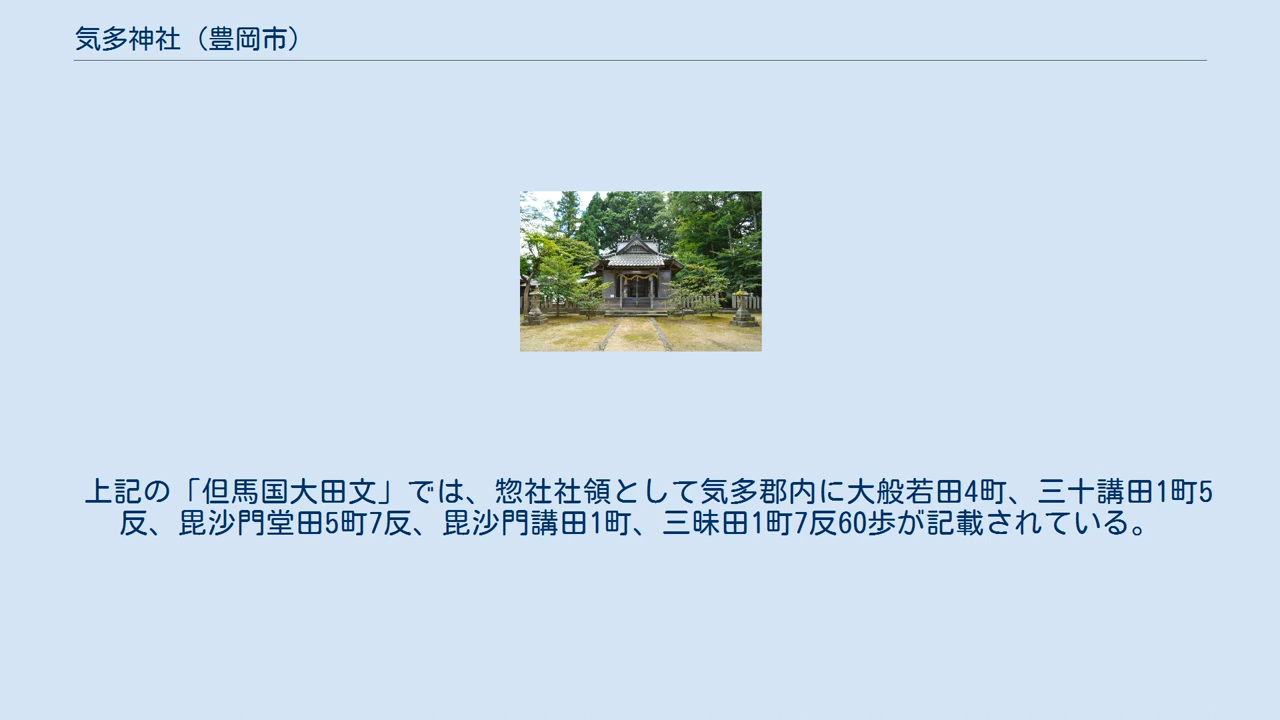 気多神社（豊岡市）
上記の「但馬国大田文」では、惣社社領として気多郡内に大般若田4町、三十講田1町5
反、毘沙門堂田5町7反、毘沙門講田1町、三昧田1町7反60歩が記載されている。